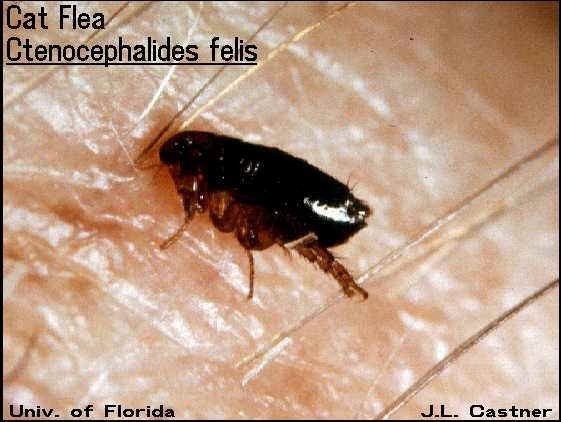 Cat Flea
Ctenocephalides felis
Univ. of Florida
J.L. Castner